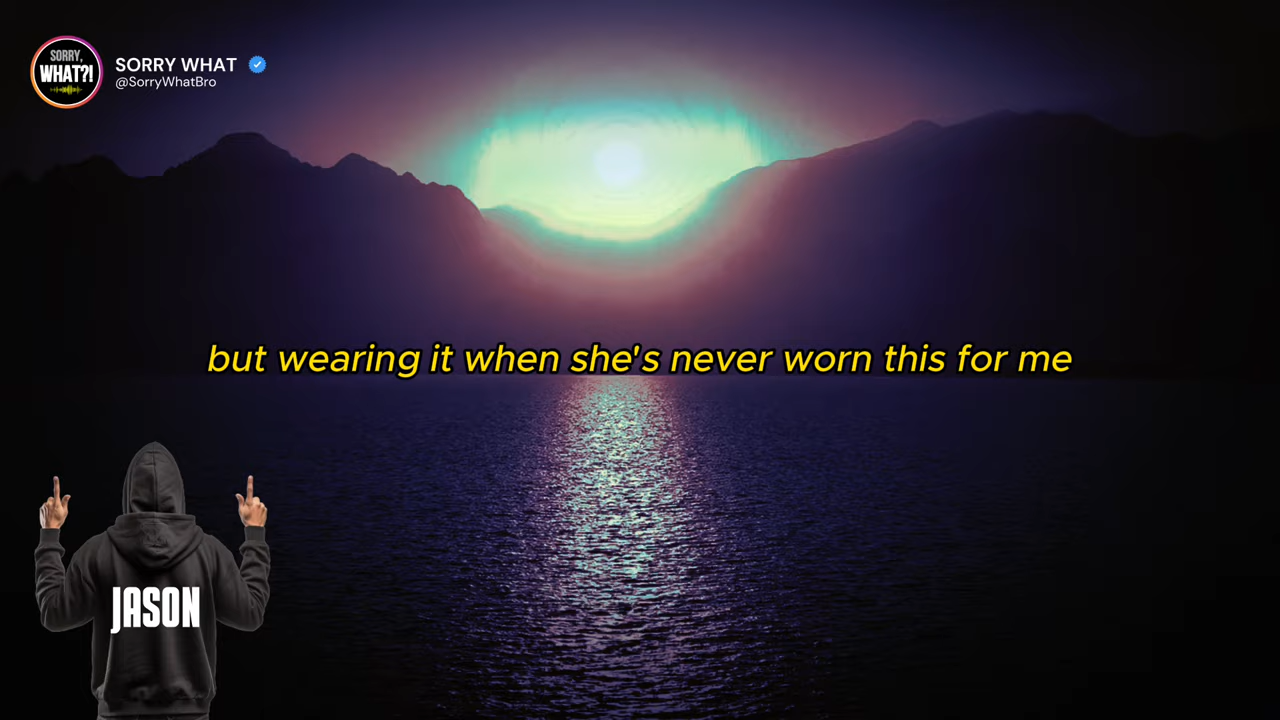 SORRY,
WHAT?!
SORRY WHAT
@SorryWhatBro
but wearing it when she's never worn this for me
JASON